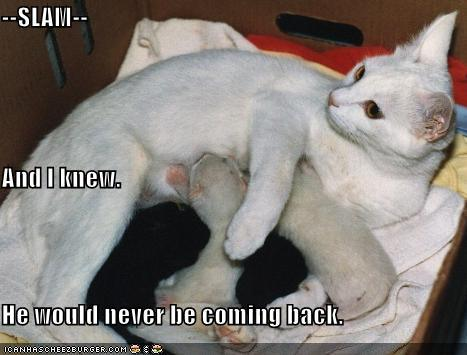 --SLAM--
And I knew.
He would never be coming back.
ICANHASCHEEZBURGER.COM